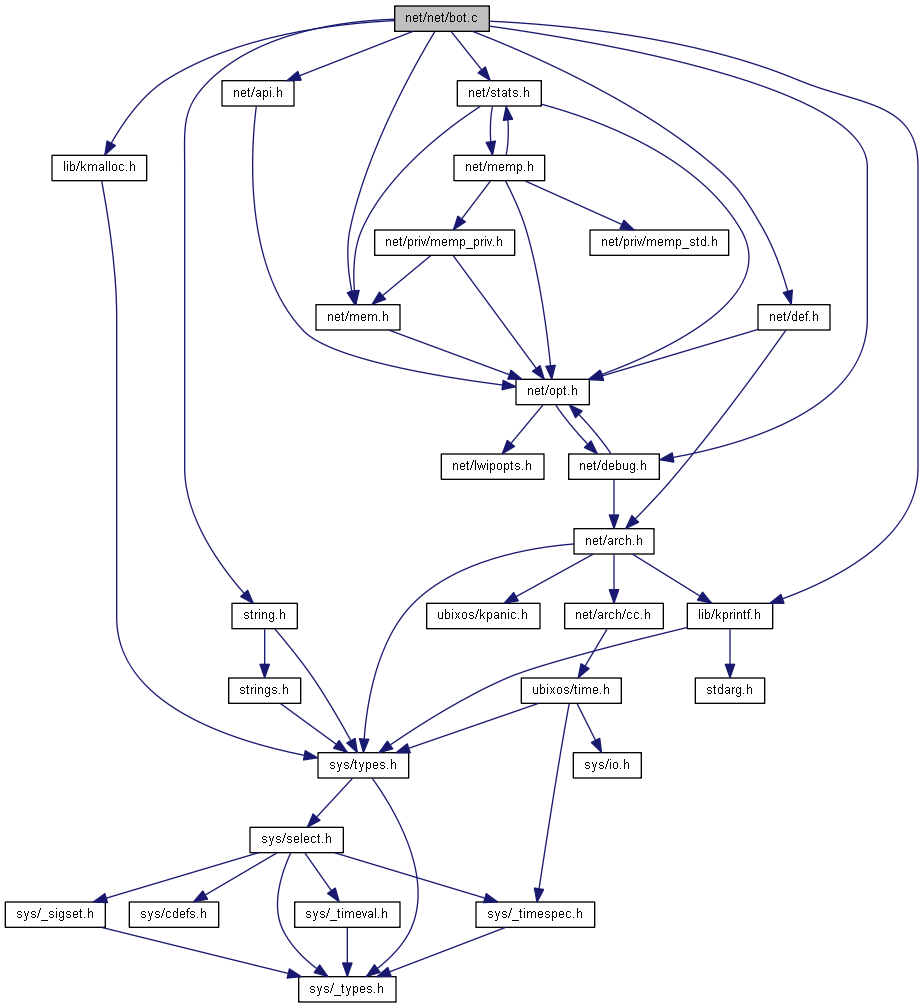 net/net/bot.c
net/api.h
net/stats.h
lib/kmalloc.h
net/memp.h
net/priv/memp_priv.h
net/priv/memp_std.h
net/mem.h
net/def.h
net/opt.h
net/lwipopts.h
net/debug.h
net/arch.h
string.h
ubixos/kpanic.h
net/arch/cc.h
lib/kprintf.h
strings.h
ubixos/time.h
stdarg.h
sys/types.h
sys/io.h
sys/select.h
sys/_sigset.h
sys/cdefs.h
sys/_timeval.h
sys/_timespec.h
sys/_types.h